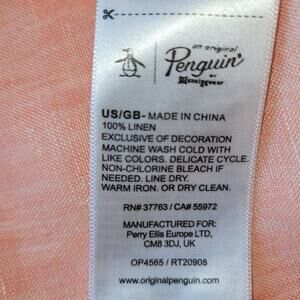 an original
Penguin®
BY
Munsingwear
US/GB- MADE IN CHINA
100% LINEN
EXCLUSIVE OF DECORATION
MACHINE WASH COLD WITH
LIKE COLORS. DELICATE CYCLE.
NON-CHLORINE BLEACH IF
NEEDED. LINE DRY.
WARM IRON. OR DRY CLEAN.
RN# 37763 / CA# 55972
MANUFACTURED FOR:
Perry Ellis Europe LTD,
CM8 3DJ, UK
OP4565 / RT20908
www.originalpenguin.com